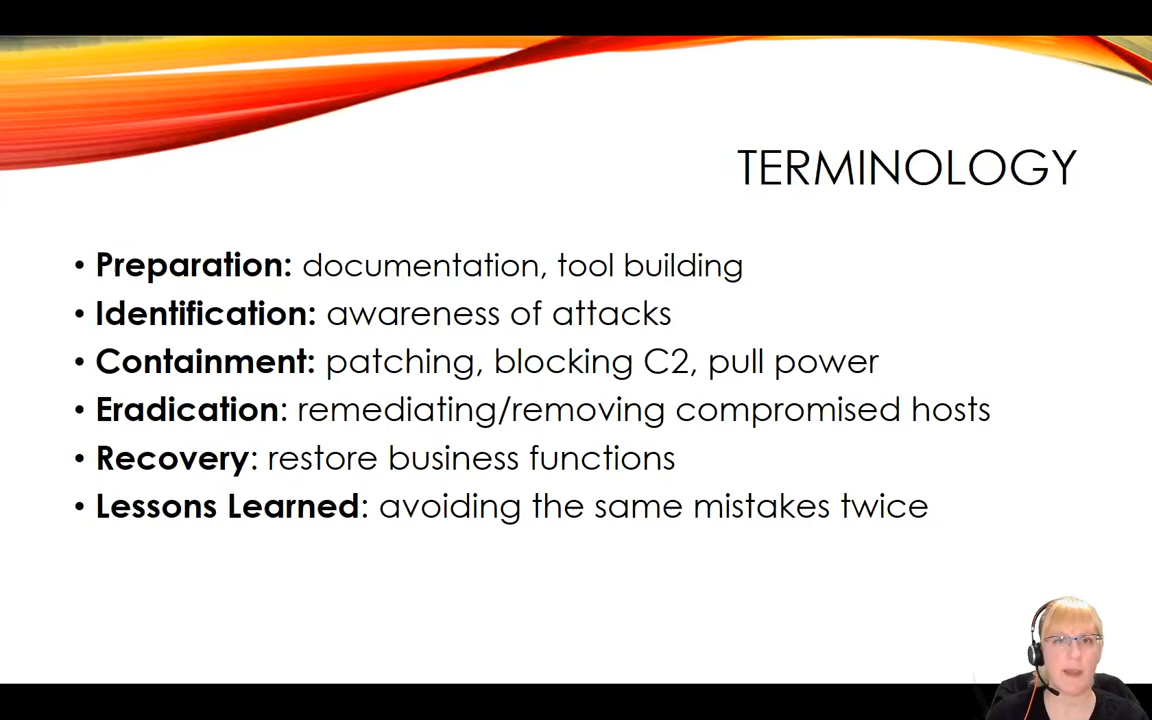 TERMINOLOGY
• Preparation: documentation, tool building
• Identification: awareness of attacks
• Containment: patching, blocking C2, pull power
• Eradication: remediating/removing compromised hosts
• Recovery: restore business functions
• Lessons Learned: avoiding the same mistakes twice